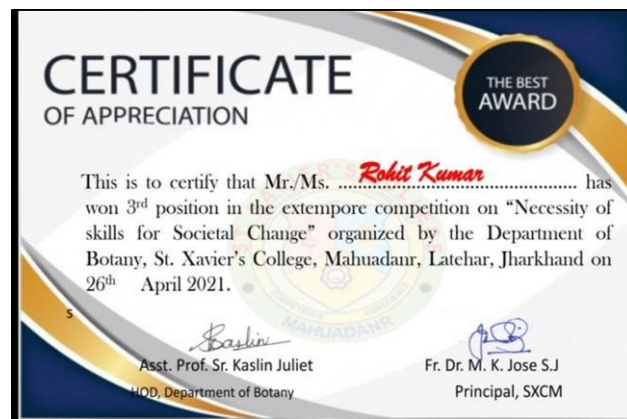 CERTIFICATE
OF APPRECIATION
THE BEST
AWARD
This is to certify that Mr./Ms. ....Rohit Kumar.................... has
won 3rd position in the extempore competition on “Necessity of
skills for Societal Change” organized by the Department of
Botany, St. Xavier’s College, Mahuadanr, Latehar, Jharkhand on
26th April 2021.
s
MAHUADANR
Kaslin
Asst. Prof. Sr. Kaslin Juliet
HOD, Department of Botany
Fr. Dr. M. K. Jose S.J
Principal, SXCM